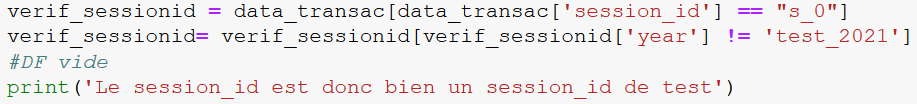 verif_sessionid = data_transac[data_transac['session_id'] == "s_0"]
verif_sessionid= verif_sessionid[verif_sessionid['year'] != 'test_2021']
#DF vide
print('Le session_id est donc bien un session_id de test')